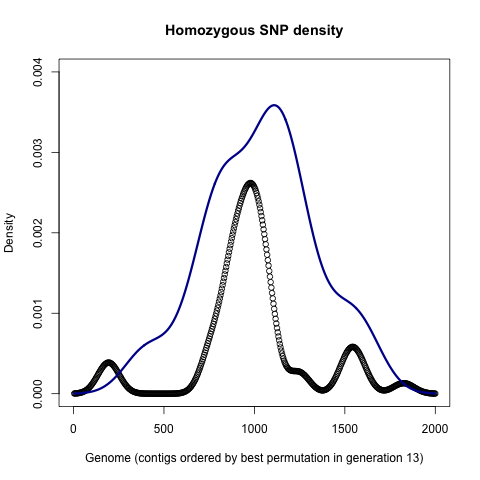 Homozygous SNP density
0.004
0.003
0.002
0.001
0.000
Density
0 500 1000 1500 2000
Genome (contigs ordered by best permutation in generation 13)